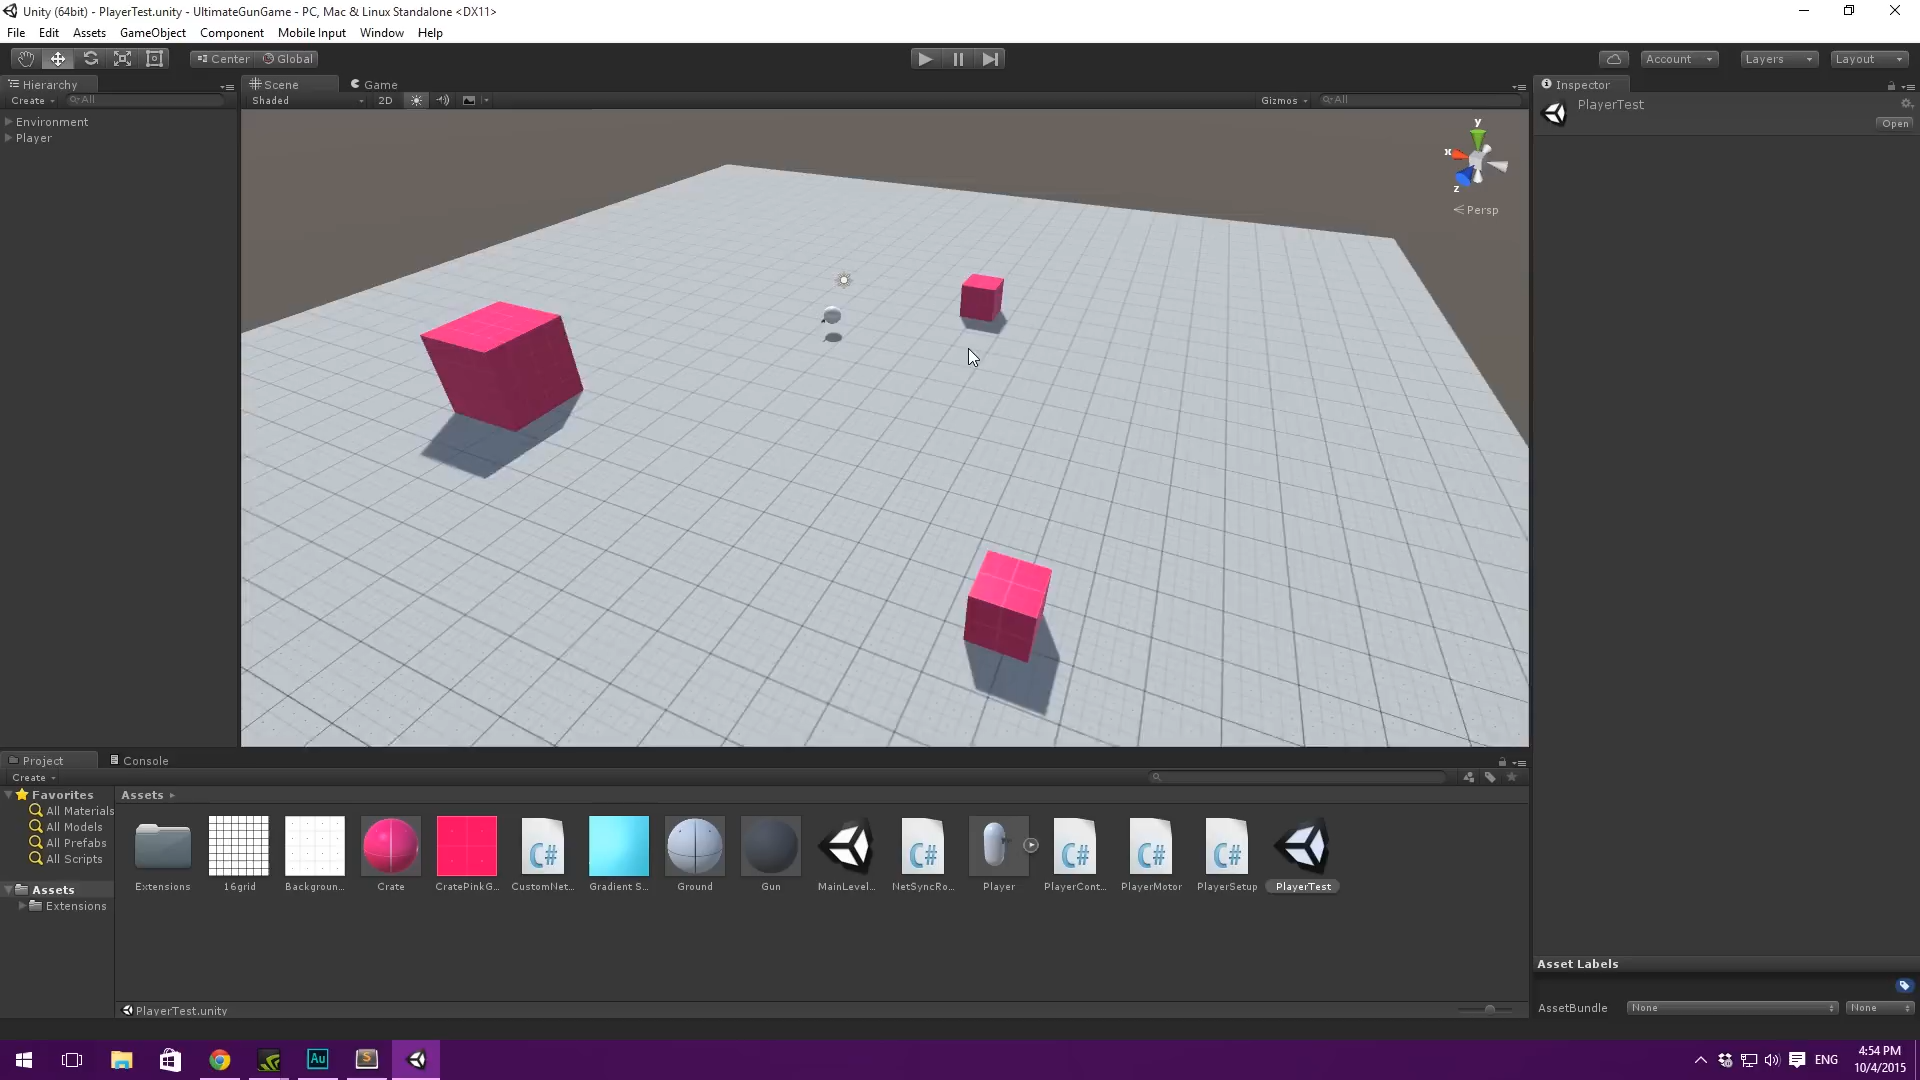 Unity (64bit) - PlayerTest.unity - UltimateGunGame - PC, Mac & Linux Standalone <DX11>
File Edit Assets GameObject Component Mobile Input Window Help
Center Global Account Layers Layout
Hierarchy Scene Game Inspector
Create All Shaded 2D Gizmos All
PlayerTest
Open
Environment
Player
y
x
z
Persp
Project Console
Create
Favorites
All Materials
All Models
All Prefabs
All Scripts
Assets
Extensions
Assets
Extensions 16grid Backgroun... Crate CratePinkG... CustomNet... Gradient S... Ground Gun MainLevel... NetSyncRo... Player PlayerCont... PlayerMotor PlayerSetup PlayerTest
C# C# C# C# C#
PlayerTest.unity
Asset Labels
AssetBundle None None
Au S ENG
4:54 PM
10/4/2015